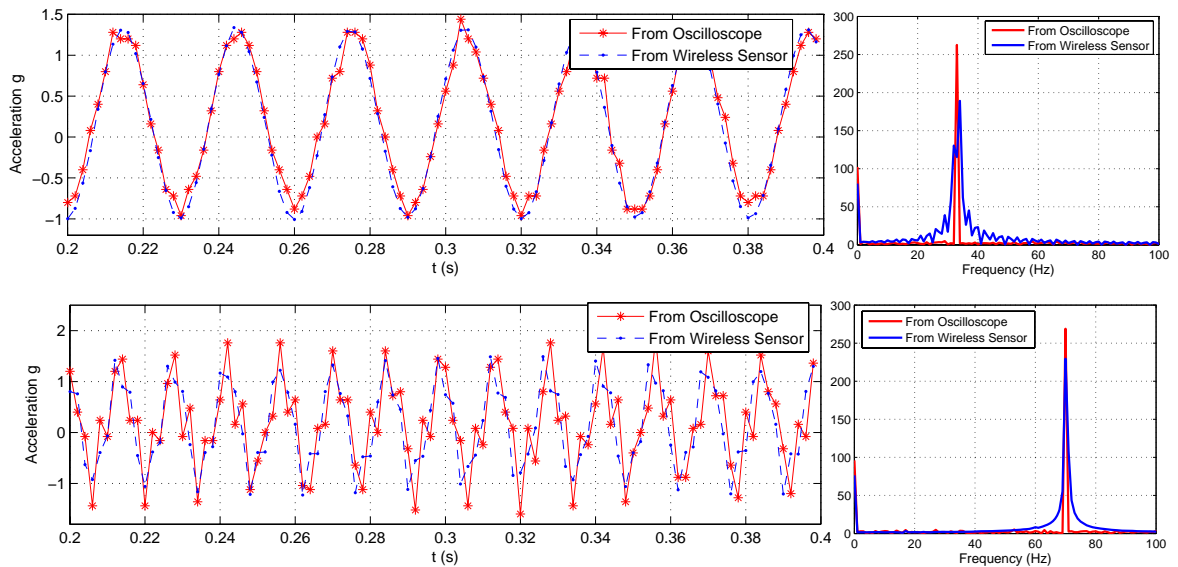 1.5
1
0.5
0
−0.5
−1
Acceleration g
0.2 0.22 0.24 0.26 0.28 0.3 0.32 0.34 0.36 0.38 0.4
t (s)
From Oscilloscope
From Wireless Sensor
300
250
200
150
100
50
0
0 20 40 60 80 100
Frequency (Hz)
From Oscilloscope
From Wireless Sensor
2
1
0
−1
Acceleration g
0.2 0.22 0.24 0.26 0.28 0.3 0.32 0.34 0.36 0.38 0.4
t (s)
From Oscilloscope
From Wireless Sensor
300
250
200
150
100
50
0
0 20 40 60 80 100
Frequency (Hz)
From Oscilloscope
From Wireless Sensor